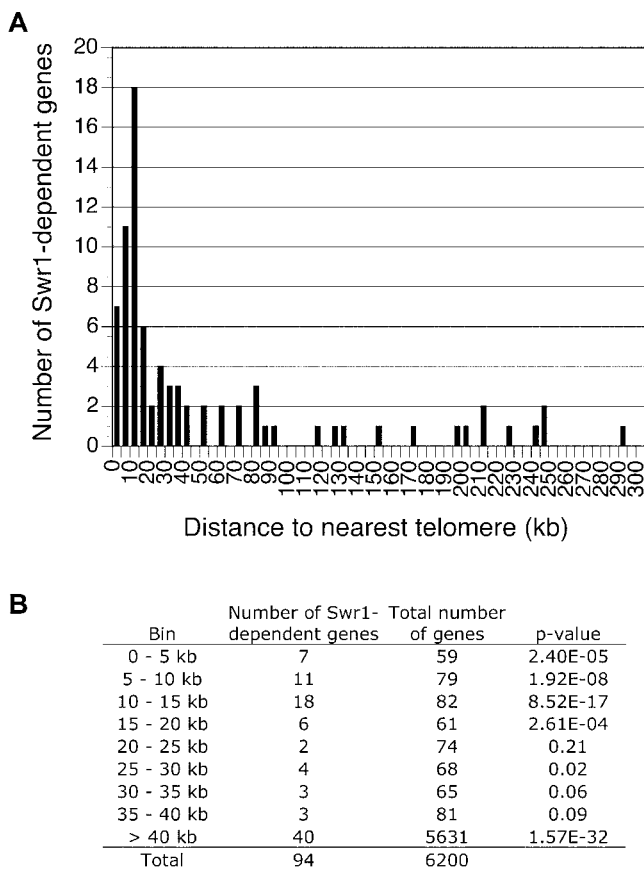 A
Number of Swr1-dependent genes
20
18
16
14
12
10
8
6
4
2
0
0 10 20 30 40 50 60 70 80 90 100 110 120 130 140 150 160 170 180 190 200 210 220 230 240 250 260 270 280 290 300
Distance to nearest telomere (kb)
B
Number of Swr1- Total number
Bin dependent genes of genes p-value
0 - 5 kb 7 59 2.40E-05
5 - 10 kb 11 79 1.92E-08
10 - 15 kb 18 82 8.52E-17
15 - 20 kb 6 61 2.61E-04
20 - 25 kb 2 74 0.21
25 - 30 kb 4 68 0.02
30 - 35 kb 3 65 0.06
35 - 40 kb 3 81 0.09
> 40 kb 40 5631 1.57E-32
Total 94 6200